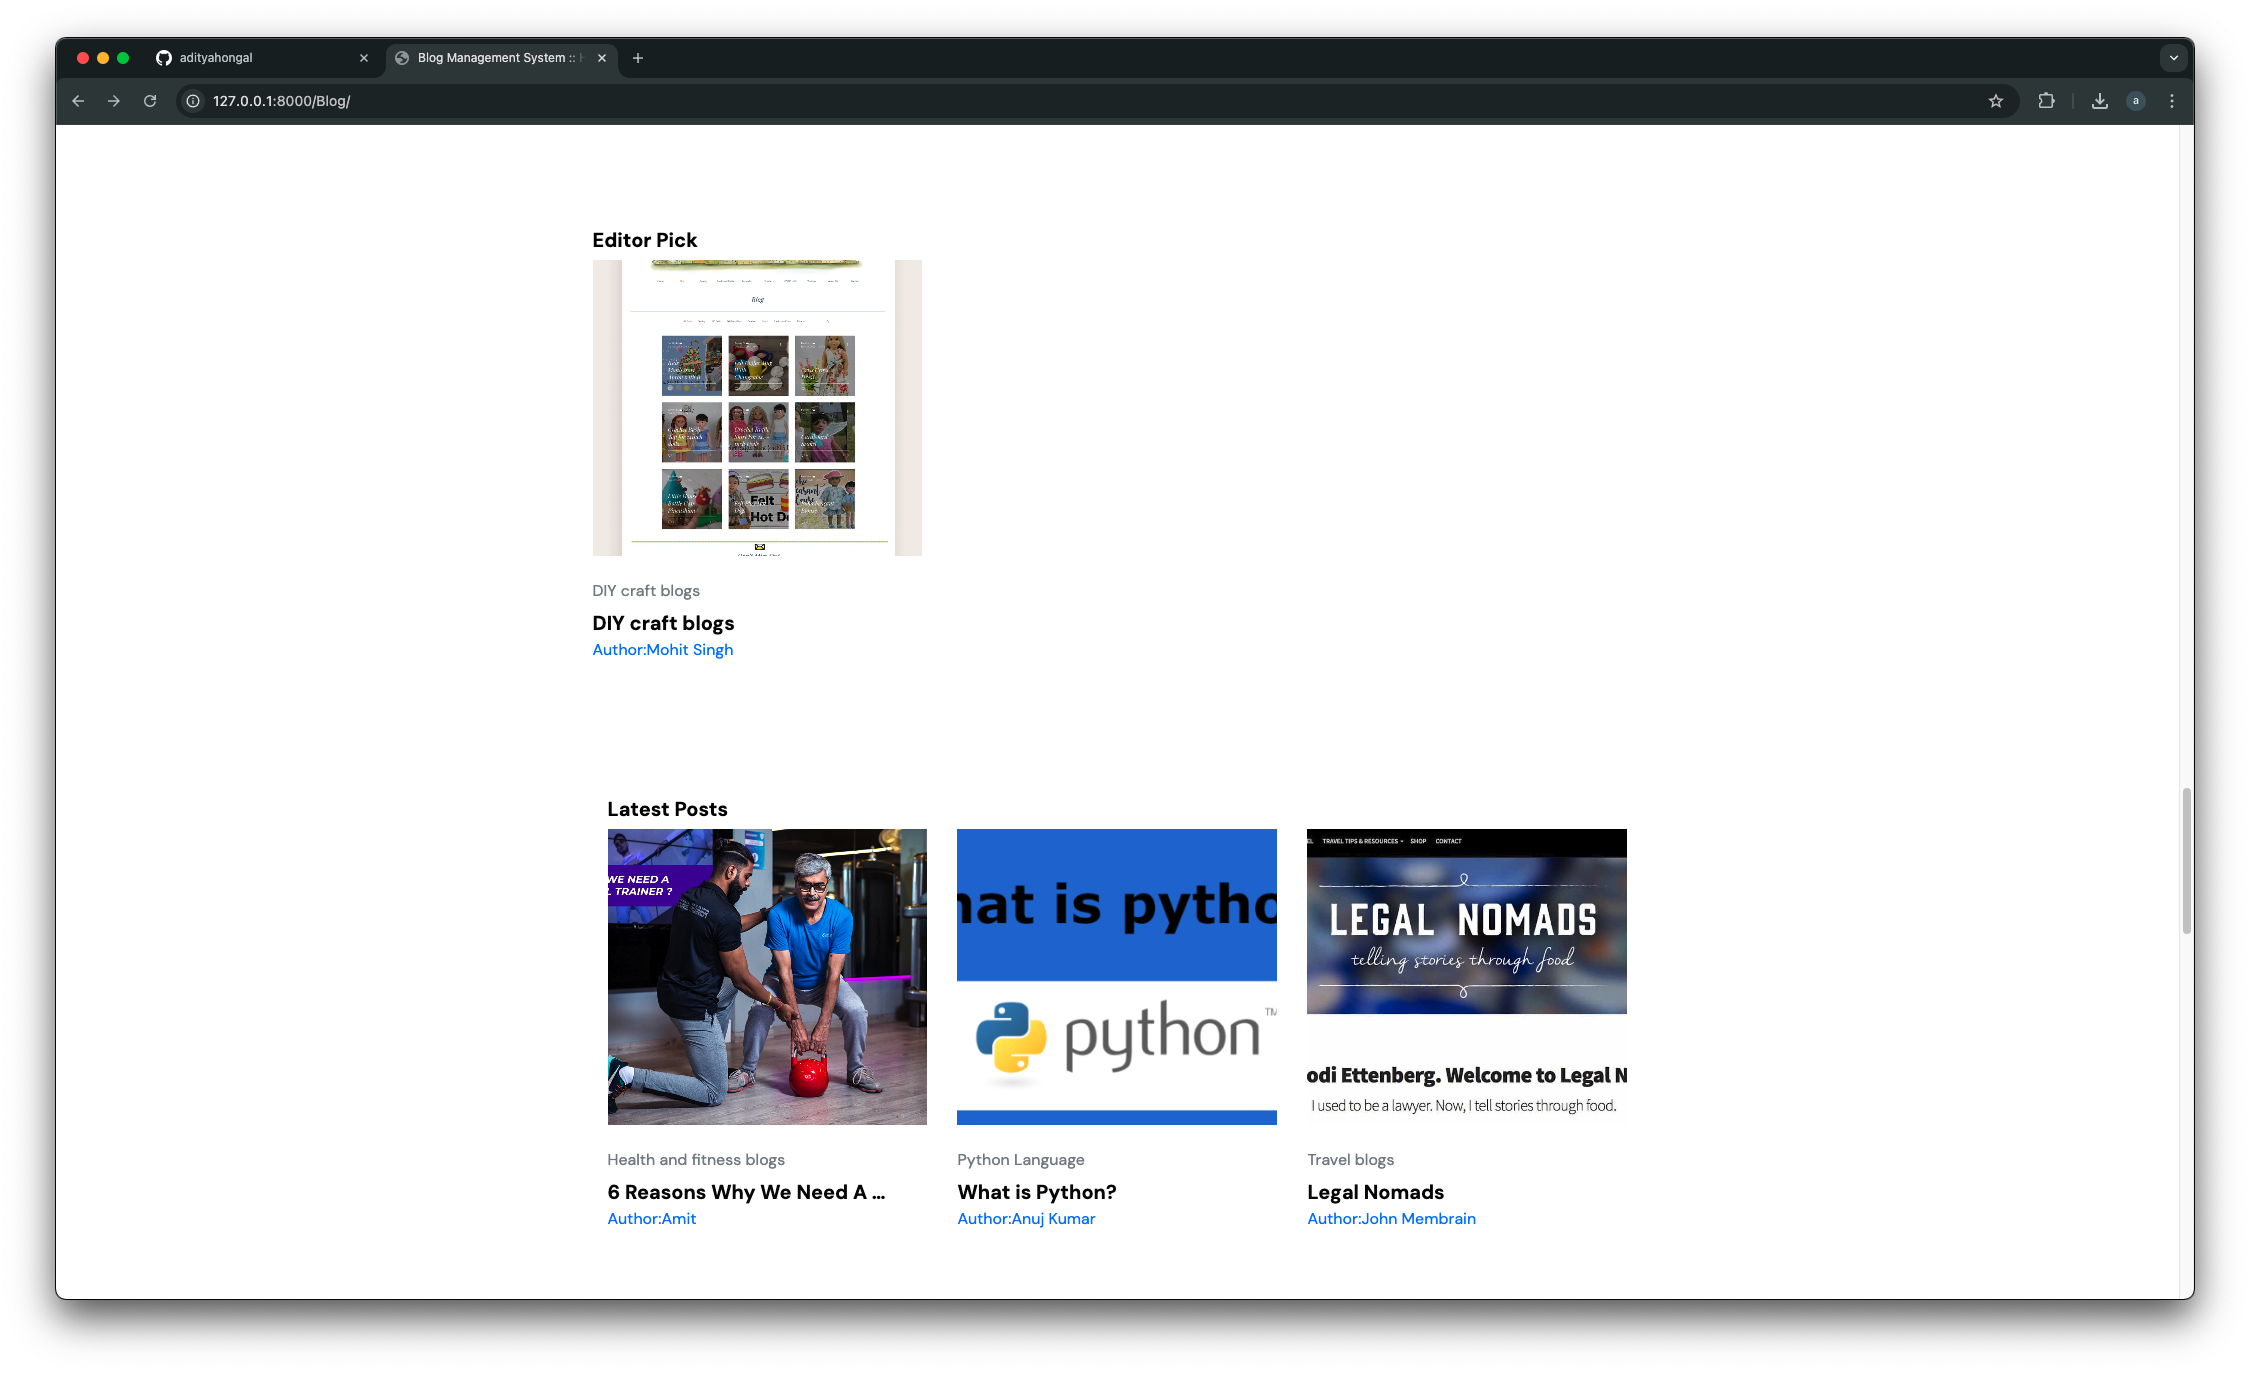 adityahongal
Blog Management System :: H
127.0.0.1:8000/Blog/
a
Editor Pick
Blog
Felt
Hot Do
DIY craft blogs
DIY craft blogs
Author:Mohit Singh
Latest Posts
WE NEED A
L TRAINER ?
hat is pytho
python TM
EL TRAVEL TIPS & RESOURCES SHOP CONTACT
LEGAL NOMADS
telling stories through food
odi Ettenberg. Welcome to Legal N
I used to be a lawyer. Now, I tell stories through food.
Health and fitness blogs
6 Reasons Why We Need A ...
Author:Amit
Python Language
What is Python?
Author:Anuj Kumar
Travel blogs
Legal Nomads
Author:John Membrain